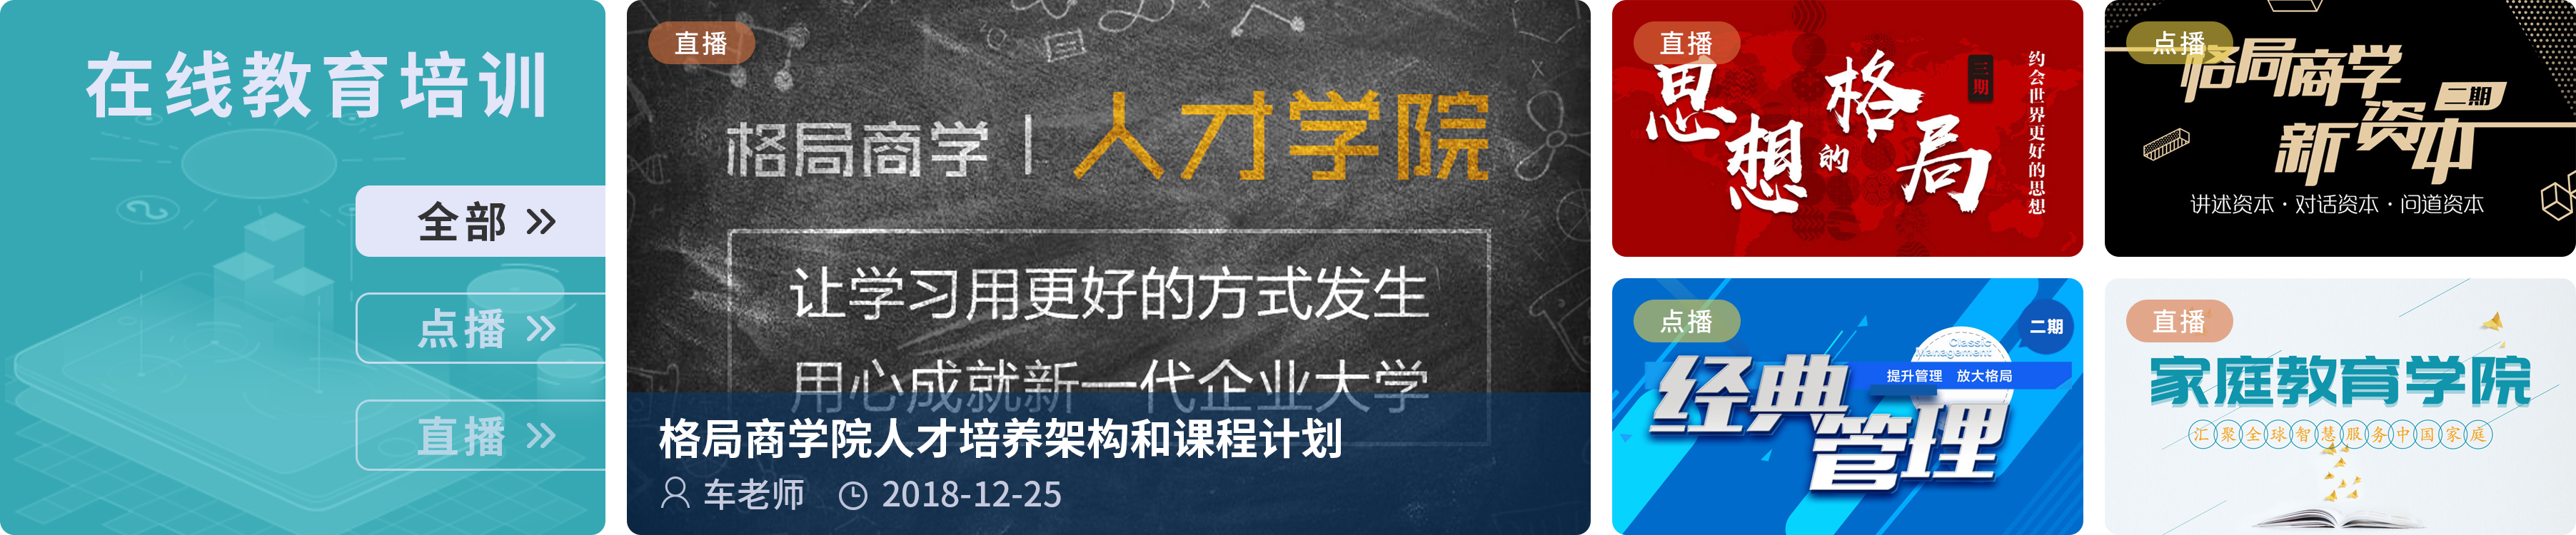 在线教育培训
全部
点播
直播
直播
格局商学 | 人才学院
让学习用更好的方式发生
用心成就新一代企业大学
格局商学院人才培养架构和课程计划
车老师 2018-12-25
直播
思想的格局
三期
约会世界更好的思想
点播
格局商学
新资本
二期
讲述资本·对话资本·问道资本
点播
二期
Classic
Management
提升管理 放大格局
经典
管理
直播
家庭教育学院
汇聚全球智慧服务中国家庭